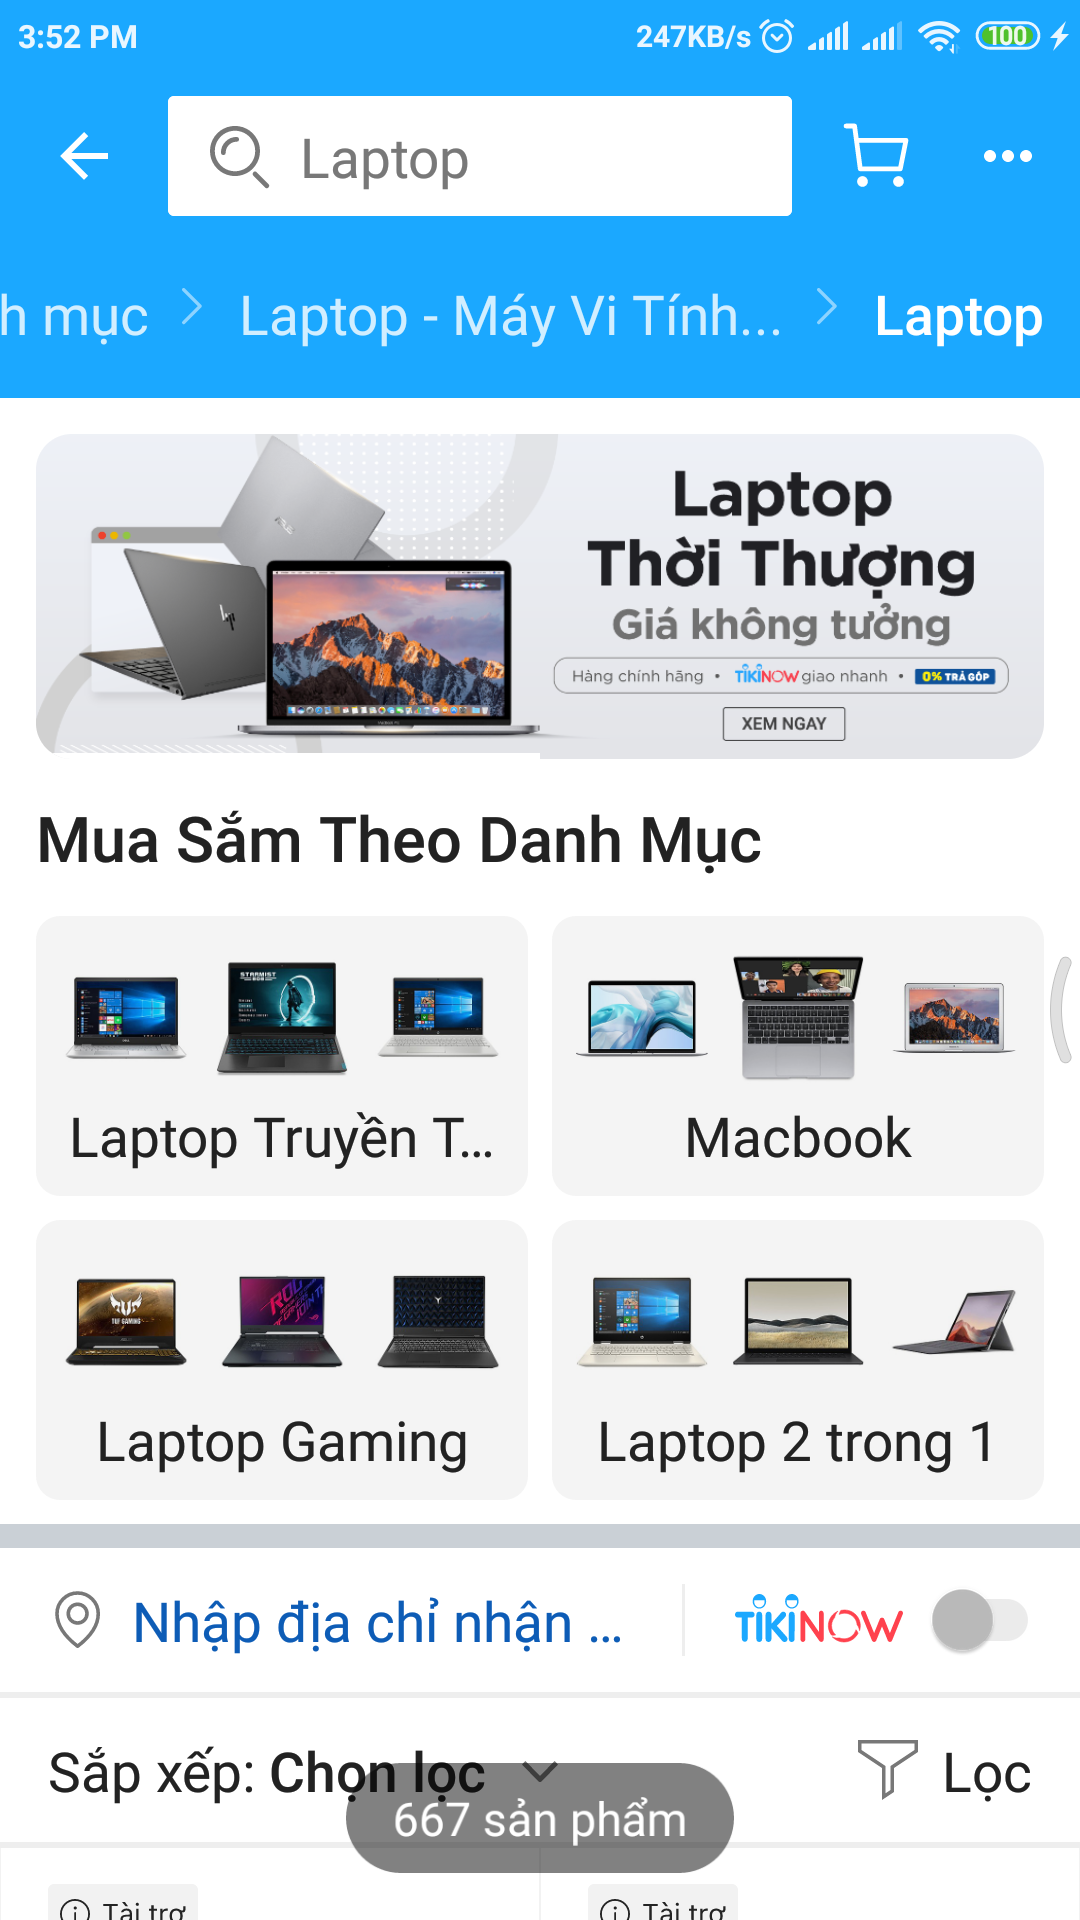 3:52 PM
247KB/s
100
Laptop
h mục
Laptop - Máy Vi Tính...
Laptop
Laptop
Thời Thượng
Giá không tưởng
Hàng chính hãng • TIKINOW giao nhanh • 0% TRẢ GÓP
XEM NGAY
Mua Sắm Theo Danh Mục
Laptop Truyền T...
Macbook
Laptop Gaming
Laptop 2 trong 1
Nhập địa chỉ nhận ...
TIKINOW
Sắp xếp: Chọn lọc
Lọc
667 sản phẩm
Tài trợ
Tài trợ